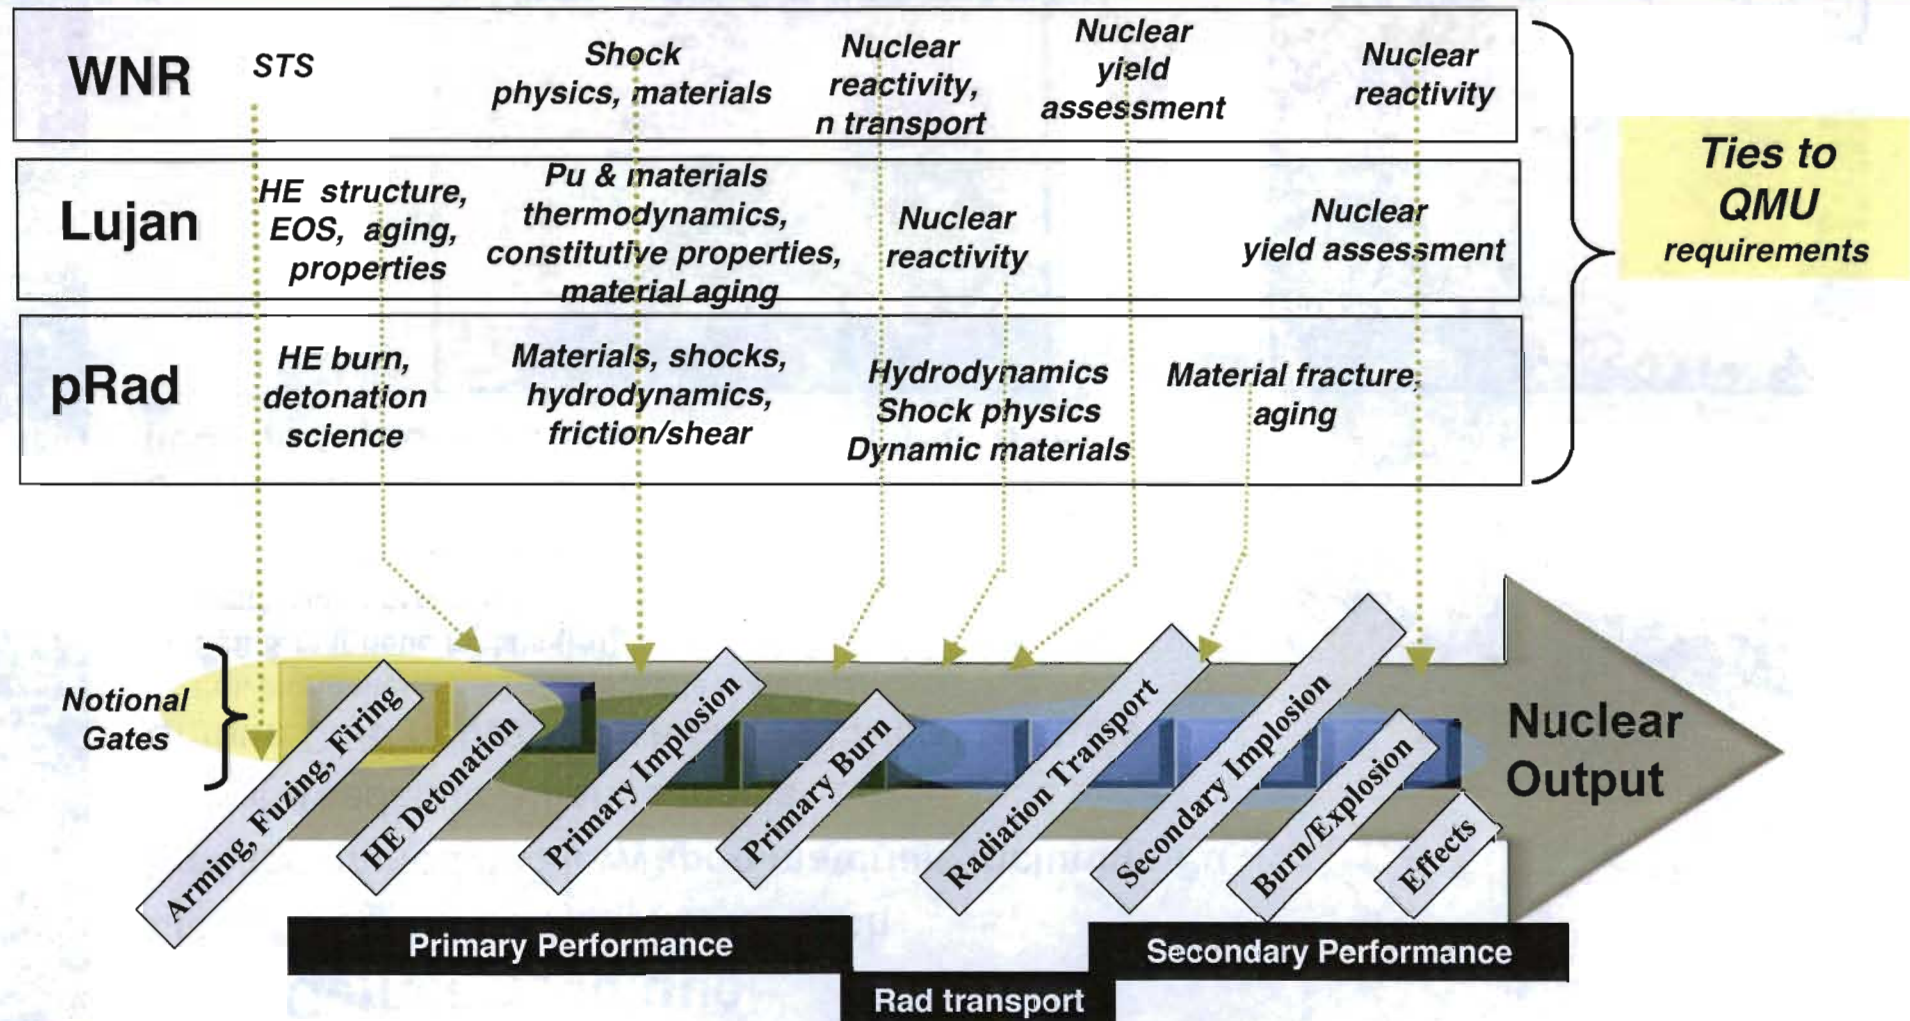 WNR
STS
Shock
physics, materials
Nuclear
reactivity,
n transport
Nuclear
yield
assessment
Nuclear
reactivity
Lujan
HE structure,
EOS, aging,
properties
Pu & materials
thermodynamics,
constitutive properties,
material aging
Nuclear
reactivity
Nuclear
yield assessment
pRad
HE burn,
detonation
science
Materials, shocks,
hydrodynamics,
friction/shear
Hydrodynamics
Shock physics
Dynamic materials
Material fracture,
aging
Ties to
QMU
requirements
Notional
Gates
Arming, Fuzing, Firing
HE Detonation
Primary Implosion
Primary Burn
Radiation Transport
Secondary Implosion
Burn/Explosion
Effects
Nuclear
Output
Primary Performance
Rad transport
Secondary Performance